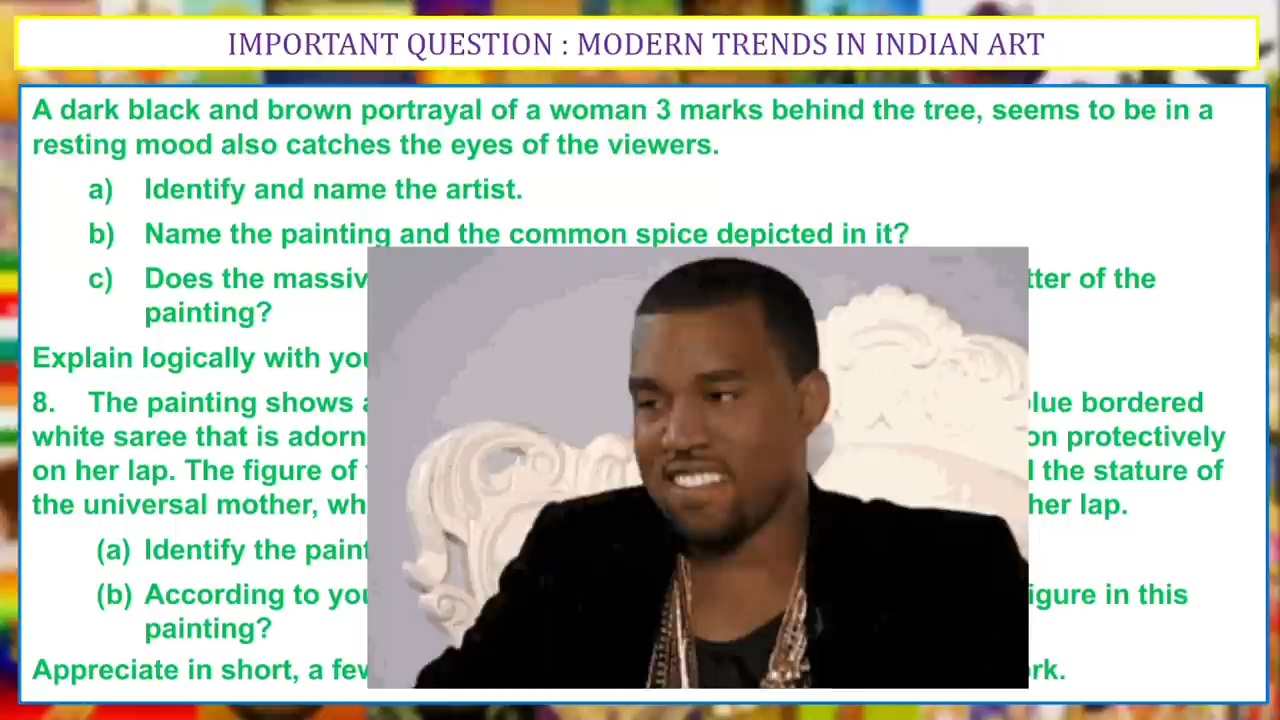 IMPORTANT QUESTION : MODERN TRENDS IN INDIAN ART
A dark black and brown portrayal of a woman 3 marks behind the tree, seems to be in a
resting mood also catches the eyes of the viewers.
a) Identify and name the artist.
b) Name the painting and the common spice depicted in it?
c) Does the massiv tter of the
painting?
Explain logically with you
8. The painting shows lue bordered
white saree that is adorn on protectively
on her lap. The figure of the stature of
the universal mother, wh her lap.
(a) Identify the paint
(b) According to you igure in this
painting?
Appreciate in short, a few rk.